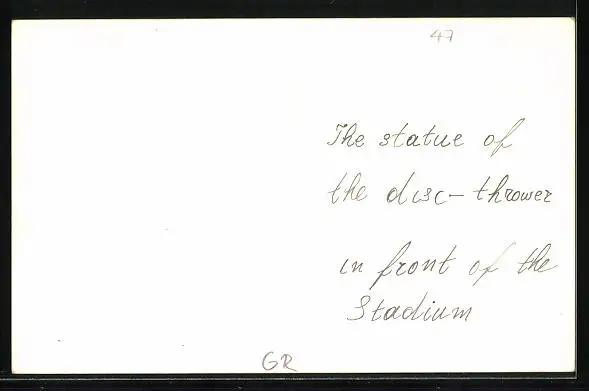 47
The statue of
the disc- thrower
in front of the
Stadium
GR